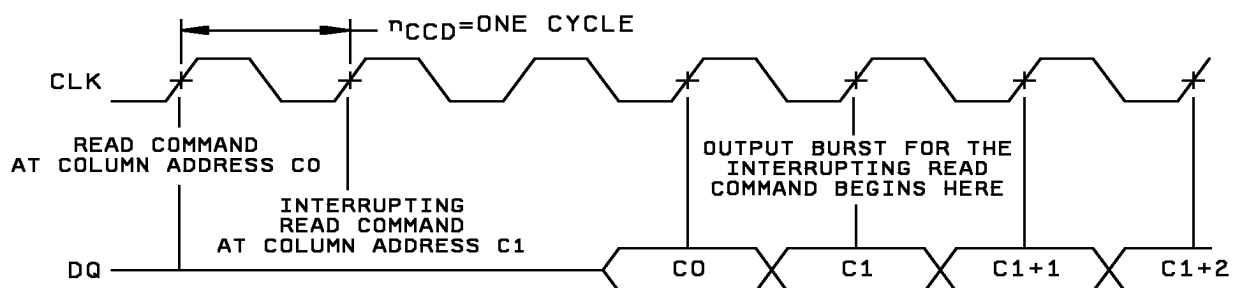 nCCD=ONE CYCLE
CLK
READ COMMAND
AT COLUMN ADDRESS C0
OUTPUT BURST FOR THE
INTERRUPTING READ
COMMAND BEGINS HERE
INTERRUPTING
READ COMMAND
AT COLUMN ADDRESS C1
DQ C0 C1 C1+1 C1+2